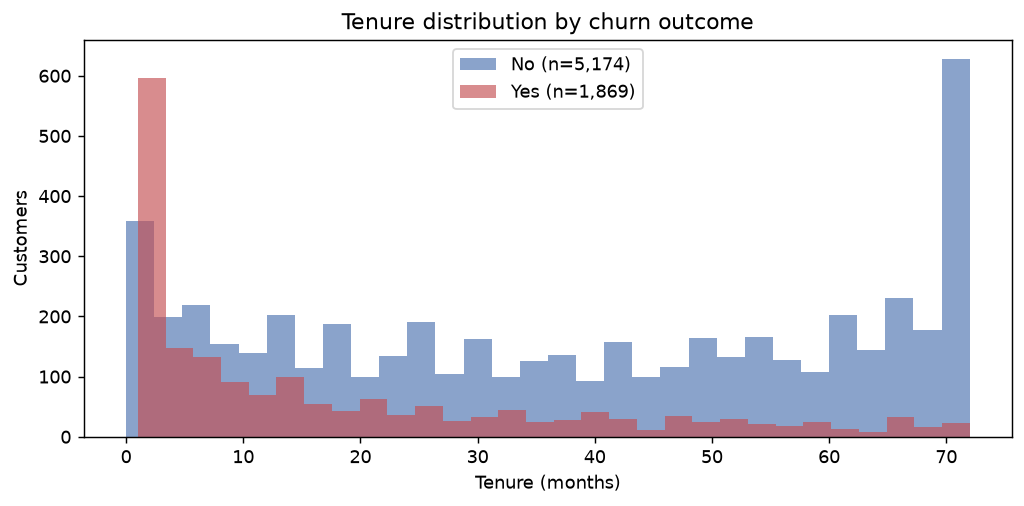 Tenure distribution by churn outcome
No (n=5,174)
Yes (n=1,869)
Customers
600
500
400
300
200
100
0
0 10 20 30 40 50 60 70
Tenure (months)